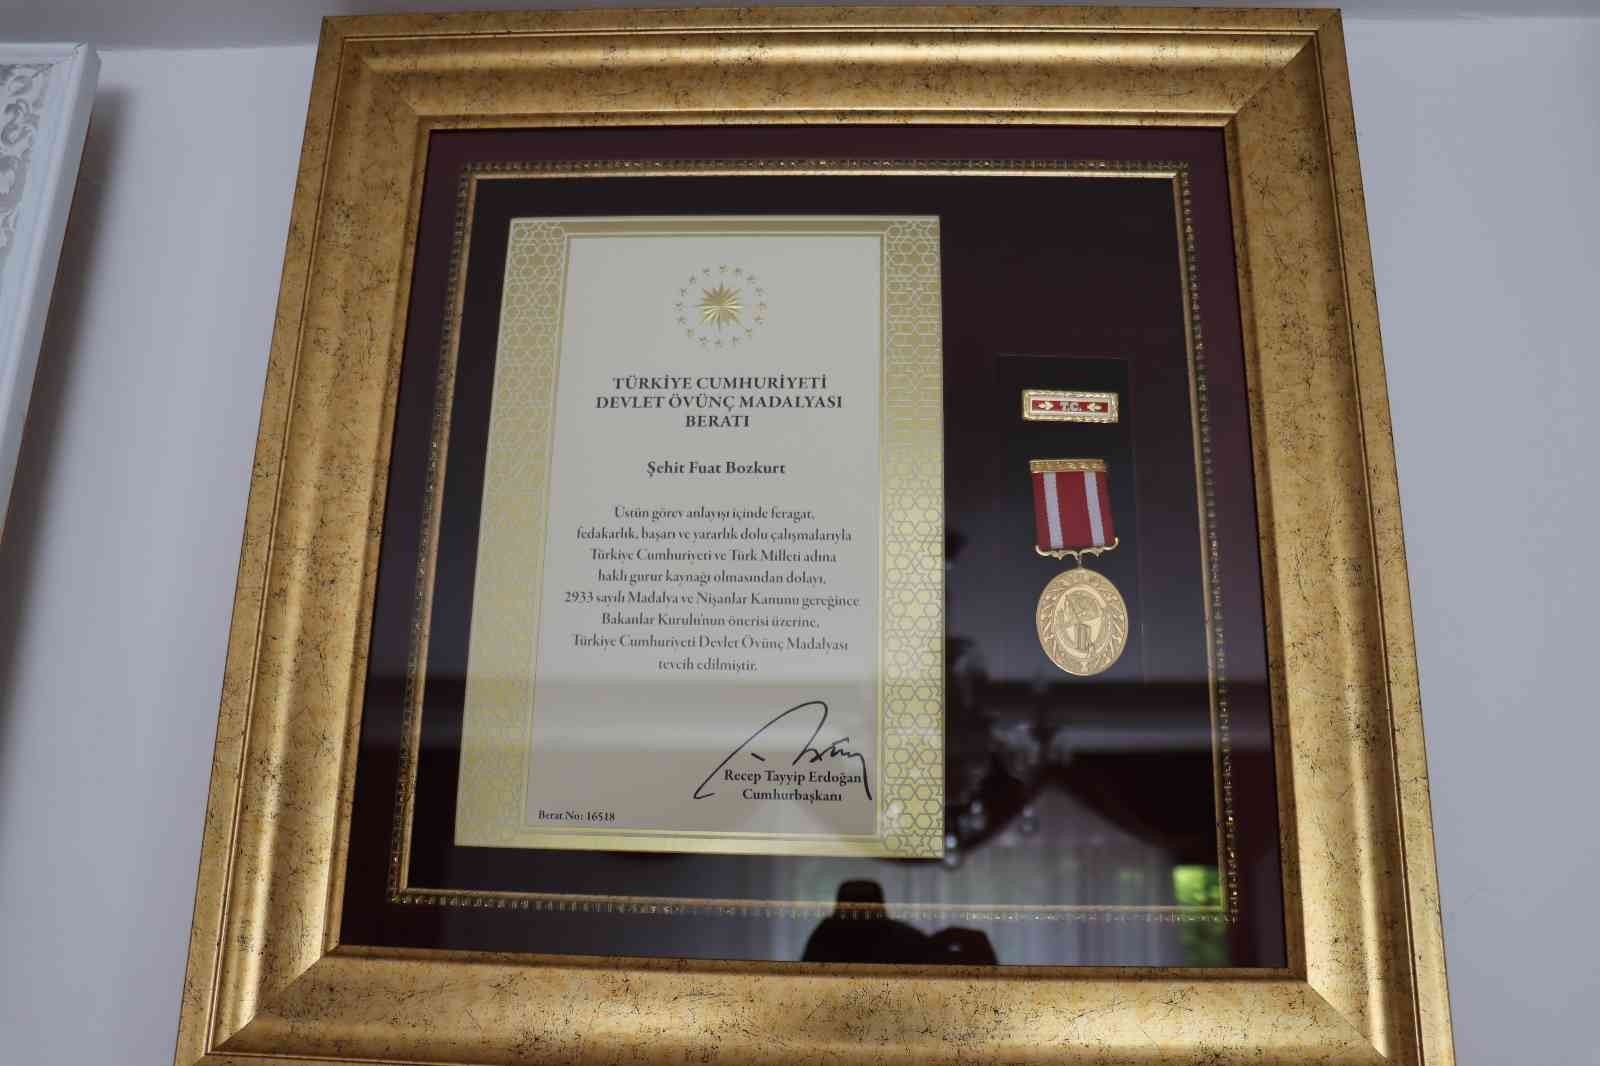 TÜRKİYE CUMHURİYETİ
DEVLET ÖVÜNÇ MADALYASI
BERATI
Şehit Fuat Bozkurt
Üstün görev anlayışı içinde feragat,
fedakarlık, başarı ve yararlık dolu çalışmalarıyla
Türkiye Cumhuriyeti ve Türk Milleti adına
haklı gurur kaynağı olmasından dolayı,
2933 sayılı Madalya ve Nişanlar Kanunu gereğince
Bakanlar Kurulu'nun önerisi üzerine,
Türkiye Cumhuriyeti Devlet Övünç Madalyası
tevcih edilmiştir.
Recep Tayyip Erdoğan
Cumhurbaşkanı
Berat No: 16518
T.C.